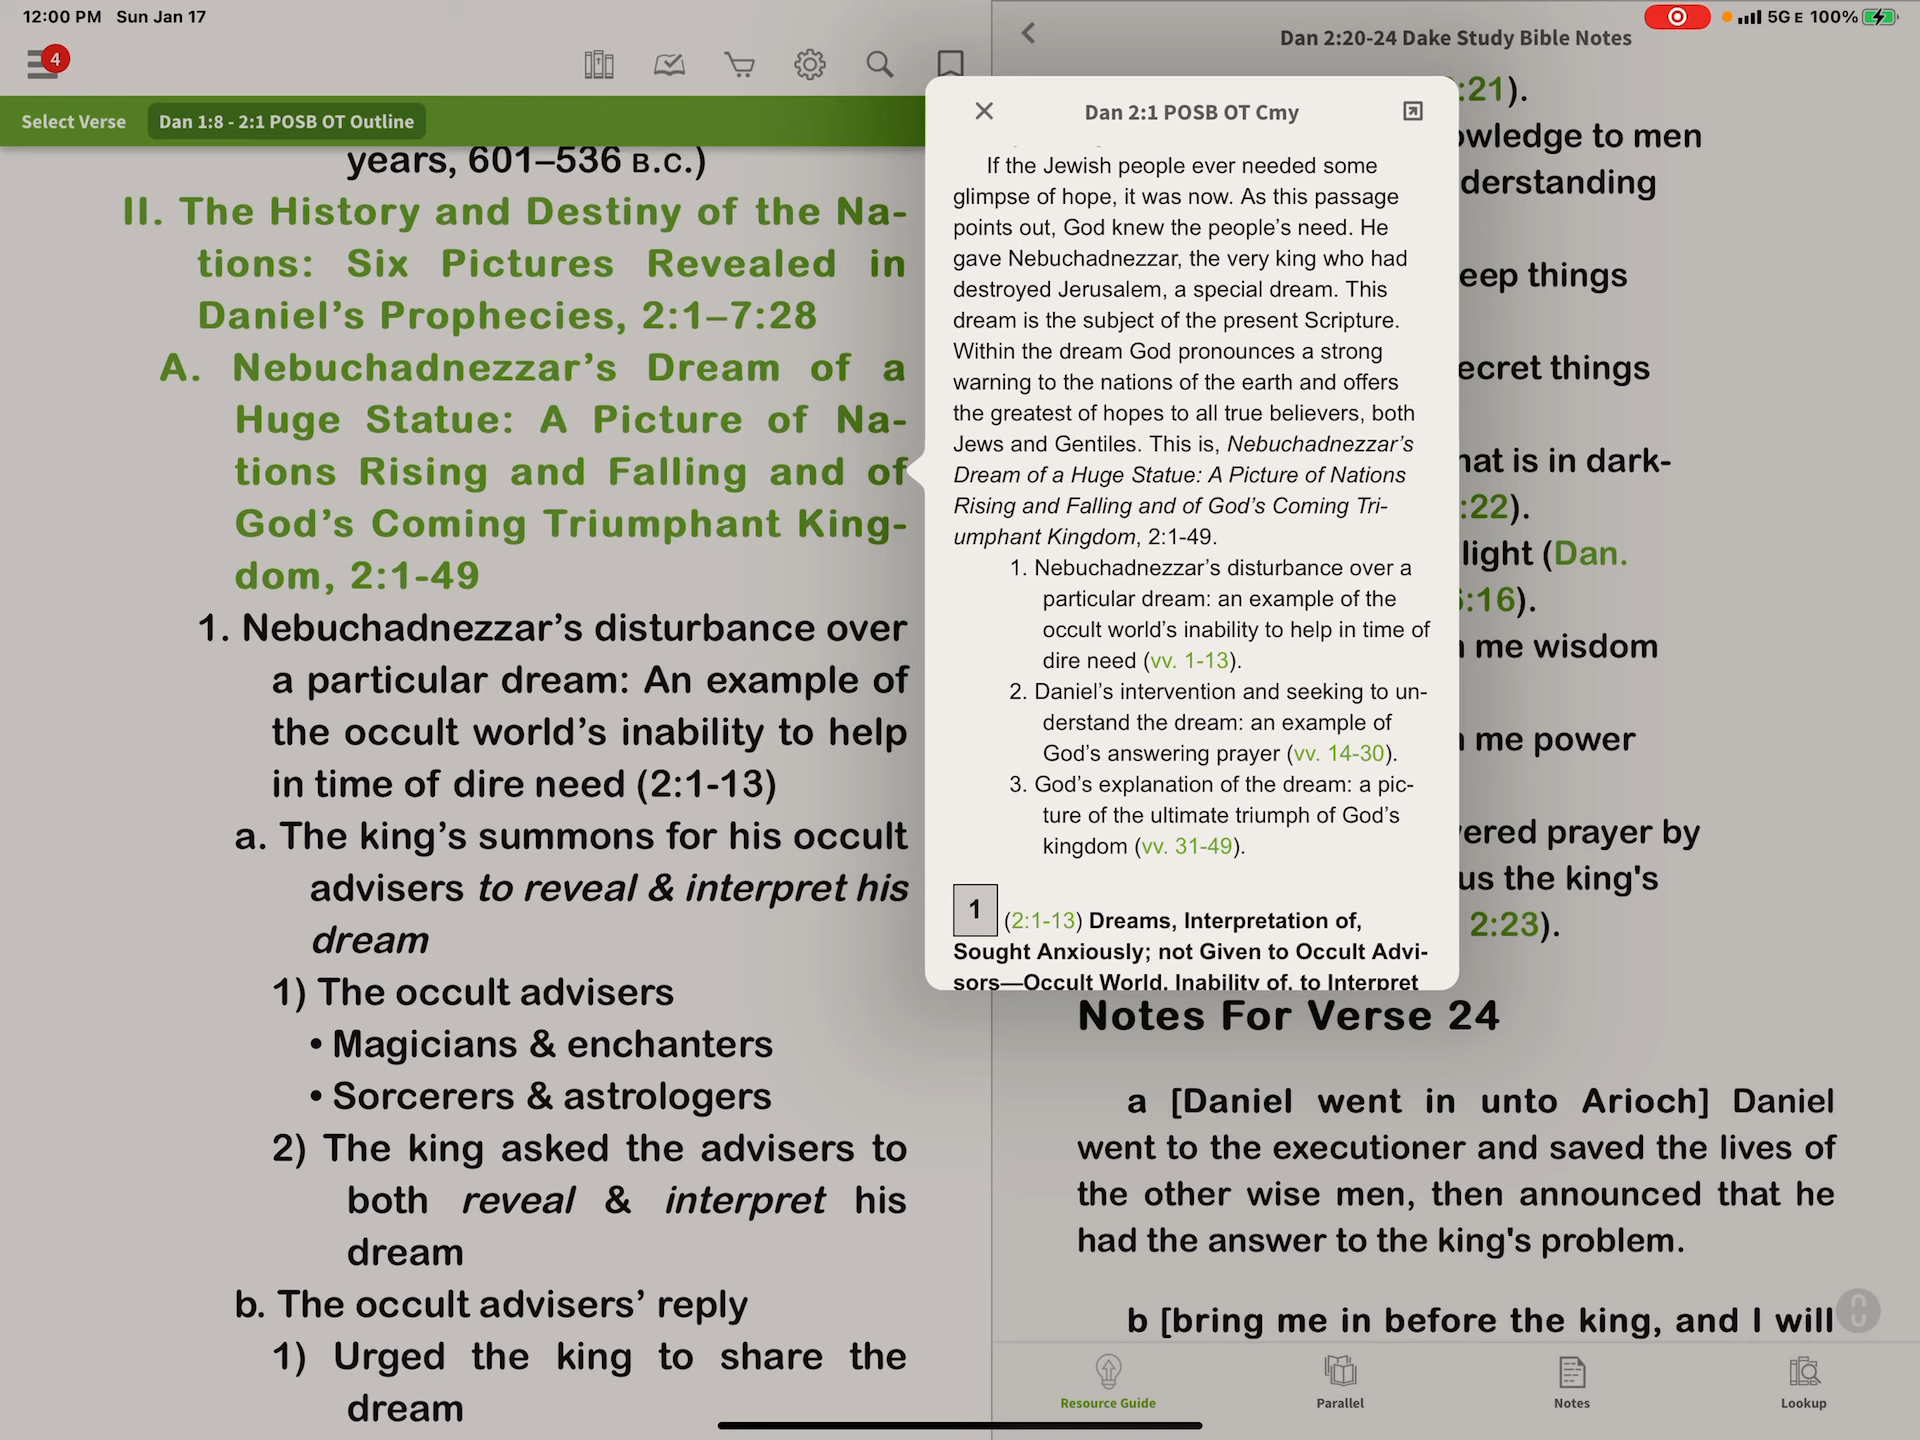 12:00 PM Sun Jan 17
5G E 100%
4
Select Verse
Dan 1:8 - 2:1 POSB OT Outline
years, 601–536 B.C.)
II. The History and Destiny of the Na-
tions: Six Pictures Revealed in
Daniel’s Prophecies, 2:1–7:28
A. Nebuchadnezzar’s Dream of a
Huge Statue: A Picture of Na-
tions Rising and Falling and of
God’s Coming Triumphant King-
dom, 2:1-49
1. Nebuchadnezzar’s disturbance over
a particular dream: An example of
the occult world’s inability to help
in time of dire need (2:1-13)
a. The king’s summons for his occult
advisers to reveal & interpret his
dream
1) The occult advisers
• Magicians & enchanters
• Sorcerers & astrologers
2) The king asked the advisers to
both reveal & interpret his
dream
b. The occult advisers’ reply
1) Urged the king to share the
dream
Dan 2:1 POSB OT Cmy
If the Jewish people ever needed some
glimpse of hope, it was now. As this passage
points out, God knew the people’s need. He
gave Nebuchadnezzar, the very king who had
destroyed Jerusalem, a special dream. This
dream is the subject of the present Scripture.
Within the dream God pronounces a strong
warning to the nations of the earth and offers
the greatest of hopes to all true believers, both
Jews and Gentiles. This is, Nebuchadnezzar’s
Dream of a Huge Statue: A Picture of Nations
Rising and Falling and of God’s Coming Tri-
umphant Kingdom, 2:1-49.
1. Nebuchadnezzar’s disturbance over a
particular dream: an example of the
occult world’s inability to help in time of
dire need (vv. 1-13).
2. Daniel’s intervention and seeking to un-
derstand the dream: an example of
God’s answering prayer (vv. 14-30).
3. God’s explanation of the dream: a pic-
ture of the ultimate triumph of God’s
kingdom (vv. 31-49).
1 (2:1-13) Dreams, Interpretation of,
Sought Anxiously; not Given to Occult Advi-
sors—Occult World, Inability of, to Interpret
Dan 2:20-24 Dake Study Bible Notes
:21).
owledge to men
derstanding
eep things
ecret things
hat is in dark-
:22).
light (Dan.
:16).
me wisdom
me power
vered prayer by
us the king's
2:23).
Notes For Verse 24
a [Daniel went in unto Arioch] Daniel
went to the executioner and saved the lives of
the other wise men, then announced that he
had the answer to the king's problem.
b [bring me in before the king, and I will
Resource Guide
Parallel
Notes
Lookup